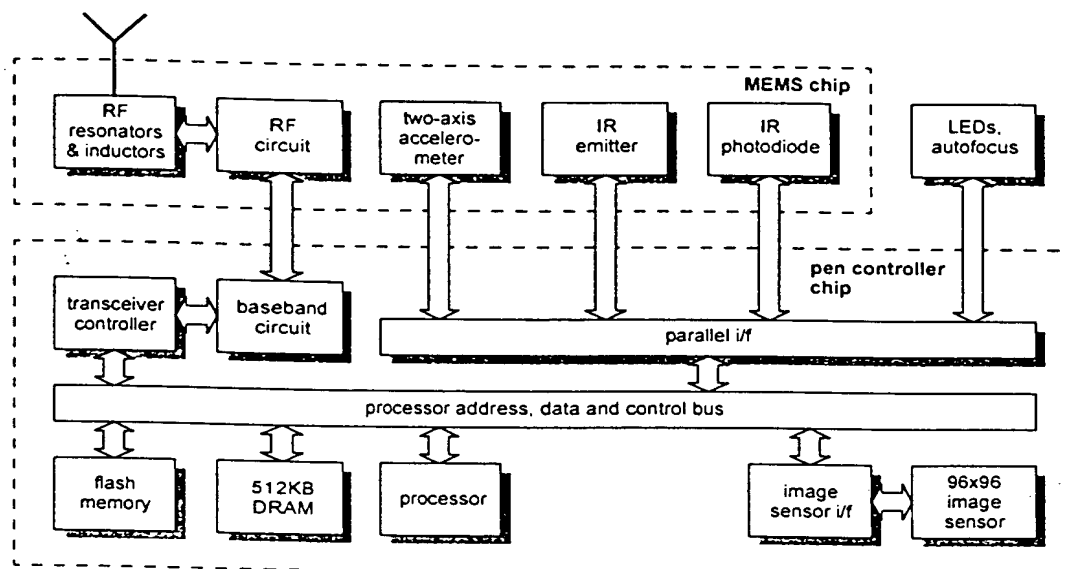 MEMS chip
RF
resonators
& inductors
RF
circuit
two-axis
accelero-
meter
IR
emitter
IR
photodiode
LEDs,
autofocus
pen controller
chip
transceiver
controller
baseband
circuit
parallel i/f
processor address, data and control bus
flash
memory
512KB
DRAM
processor
image
sensor i/f
96x96
image
sensor